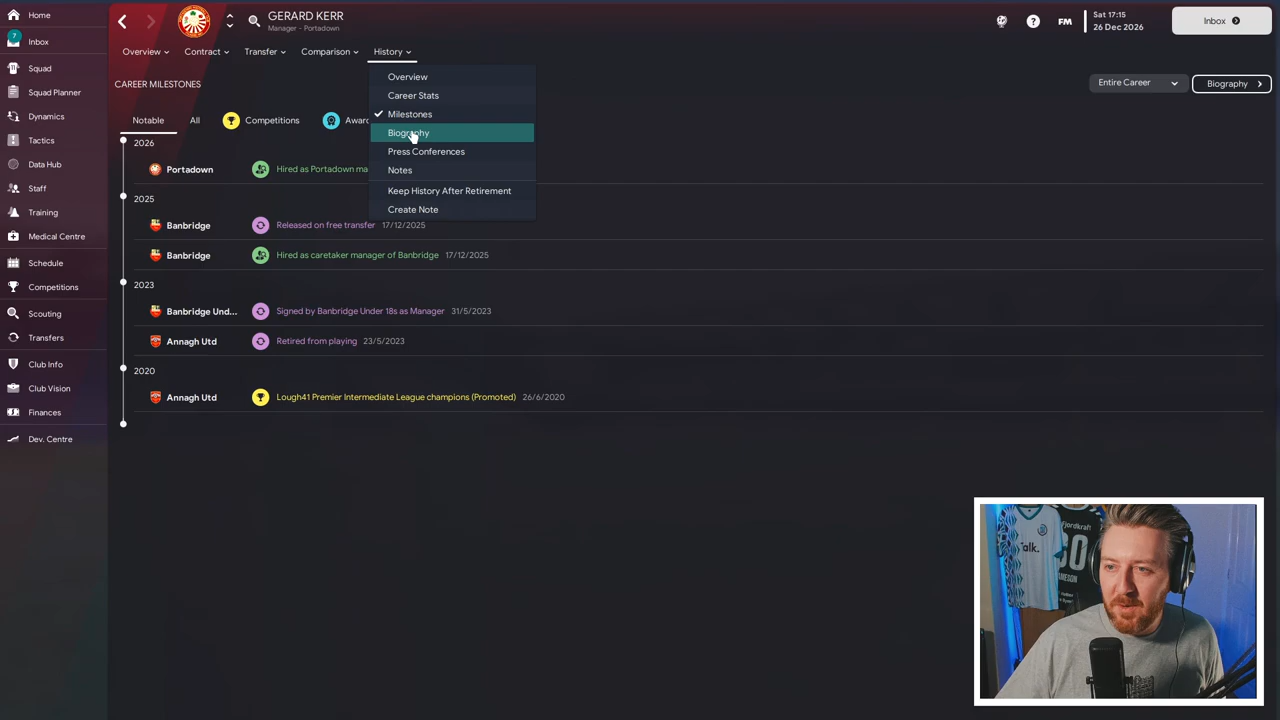 Home
7
Inbox
Squad
Squad Planner
Dynamics
Tactics
Data Hub
Staff
Training
Medical Centre
Schedule
Competitions
Scouting
Transfers
Club Info
Club Vision
Finances
Dev. Centre
GERARD KERR
Manager - Portadown
FM
Sat 17:15
26 Dec 2026
Inbox
Overview
Contract
Transfer
Comparison
History
CAREER MILESTONES
Entire Career
Biography
Notable
All
Competitions
Awar
Overview
Career Stats
Milestones
Biography
Press Conferences
Notes
Keep History After Retirement
Create Note
2026
Portadown Hired as Portadown ma
2025
Banbridge Released on free transfer 17/12/2025
Banbridge Hired as caretaker manager of Banbridge 17/12/2025
2023
Banbridge Und... Signed by Banbridge Under 18s as Manager 31/5/2023
Annagh Utd Retired from playing 23/5/2023
2020
Annagh Utd Lough41 Premier Intermediate League champions (Promoted) 26/6/2020
Talk.
Fjordkraft
JAMESON